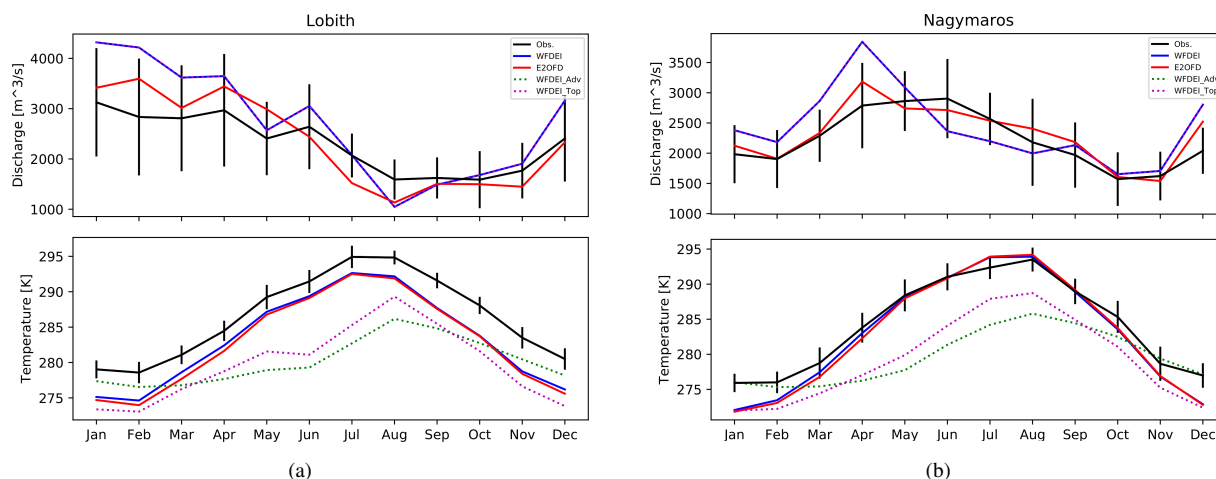 Lobith
Discharge [m^3/s]
4000
3000
2000
1000
Obs.
WFDEI
E2OFD
WFDEI_Adv
WFDEI_Top
Temperature [K]
295
290
285
280
275
Jan Feb Mar Apr May Jun Jul Aug Sep Oct Nov Dec
(a)
Nagymaros
Discharge [m^3/s]
3500
3000
2500
2000
1500
1000
Obs.
WFDEI
E2OFD
WFDEI_Adv
WFDEI_Top
Temperature [K]
295
290
285
280
275
Jan Feb Mar Apr May Jun Jul Aug Sep Oct Nov Dec
(b)